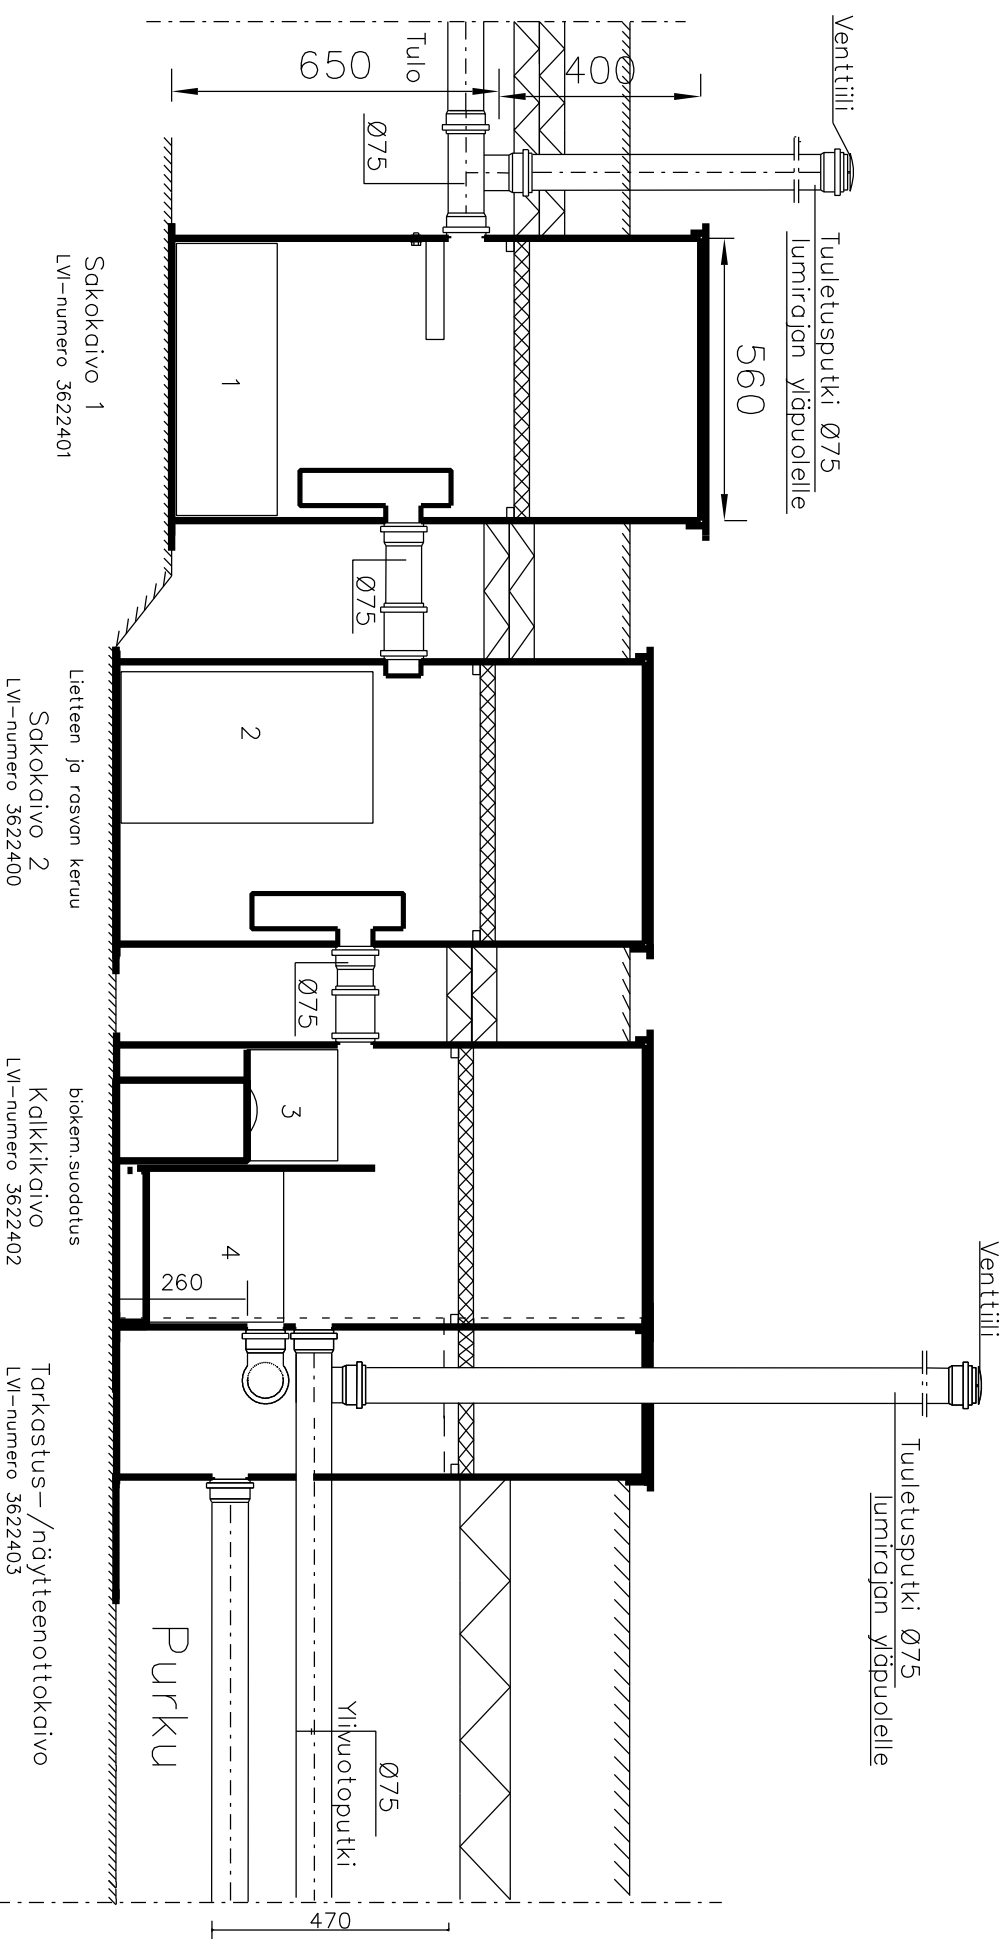 Venttiili
Tuuletusputki Ø75
lumirajan yläpuolelle
400
650
Tulo
Ø75
560
1
Sakokaivo 1
LVI-numero 3622401
Ø75
2
Lietteen ja rasvan keruu
Sakokaivo 2
LVI-numero 3622400
Ø75
3
4
260
biokem.suodatus
Kalkkikaivo
LVI-numero 3622402
Venttiili
Tuuletusputki Ø75
lumirajan yläpuolelle
Tarkastus-/näytteenottokaivo
LVI-numero 3622403
Ø75
Ylivuotoputki
Purku
470